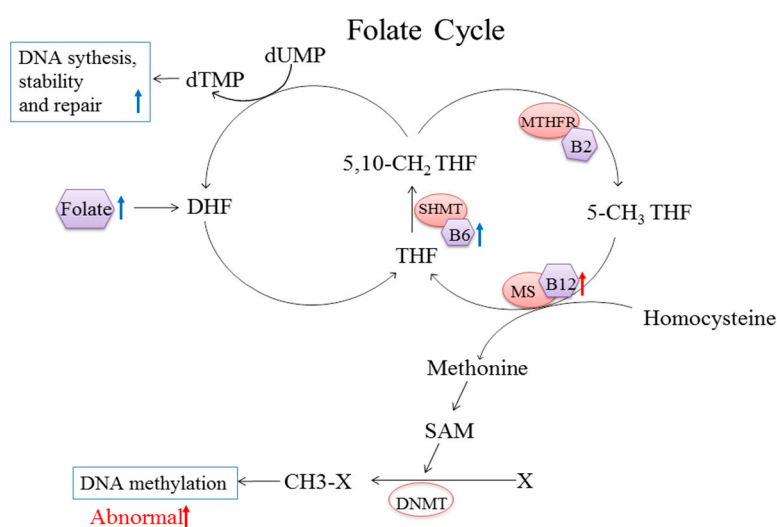 Folate Cycle
DNA sythesis,
stability
and repair
dTMP
dUMP
MTHFR
B2
5,10-CH₂ THF
Folate
DHF
SHMT
B6
5-CH₃ THF
THF
MS
B12
Homocysteine
Methonine
SAM
DNA methylation
CH3-X
X
DNMT
Abnormal